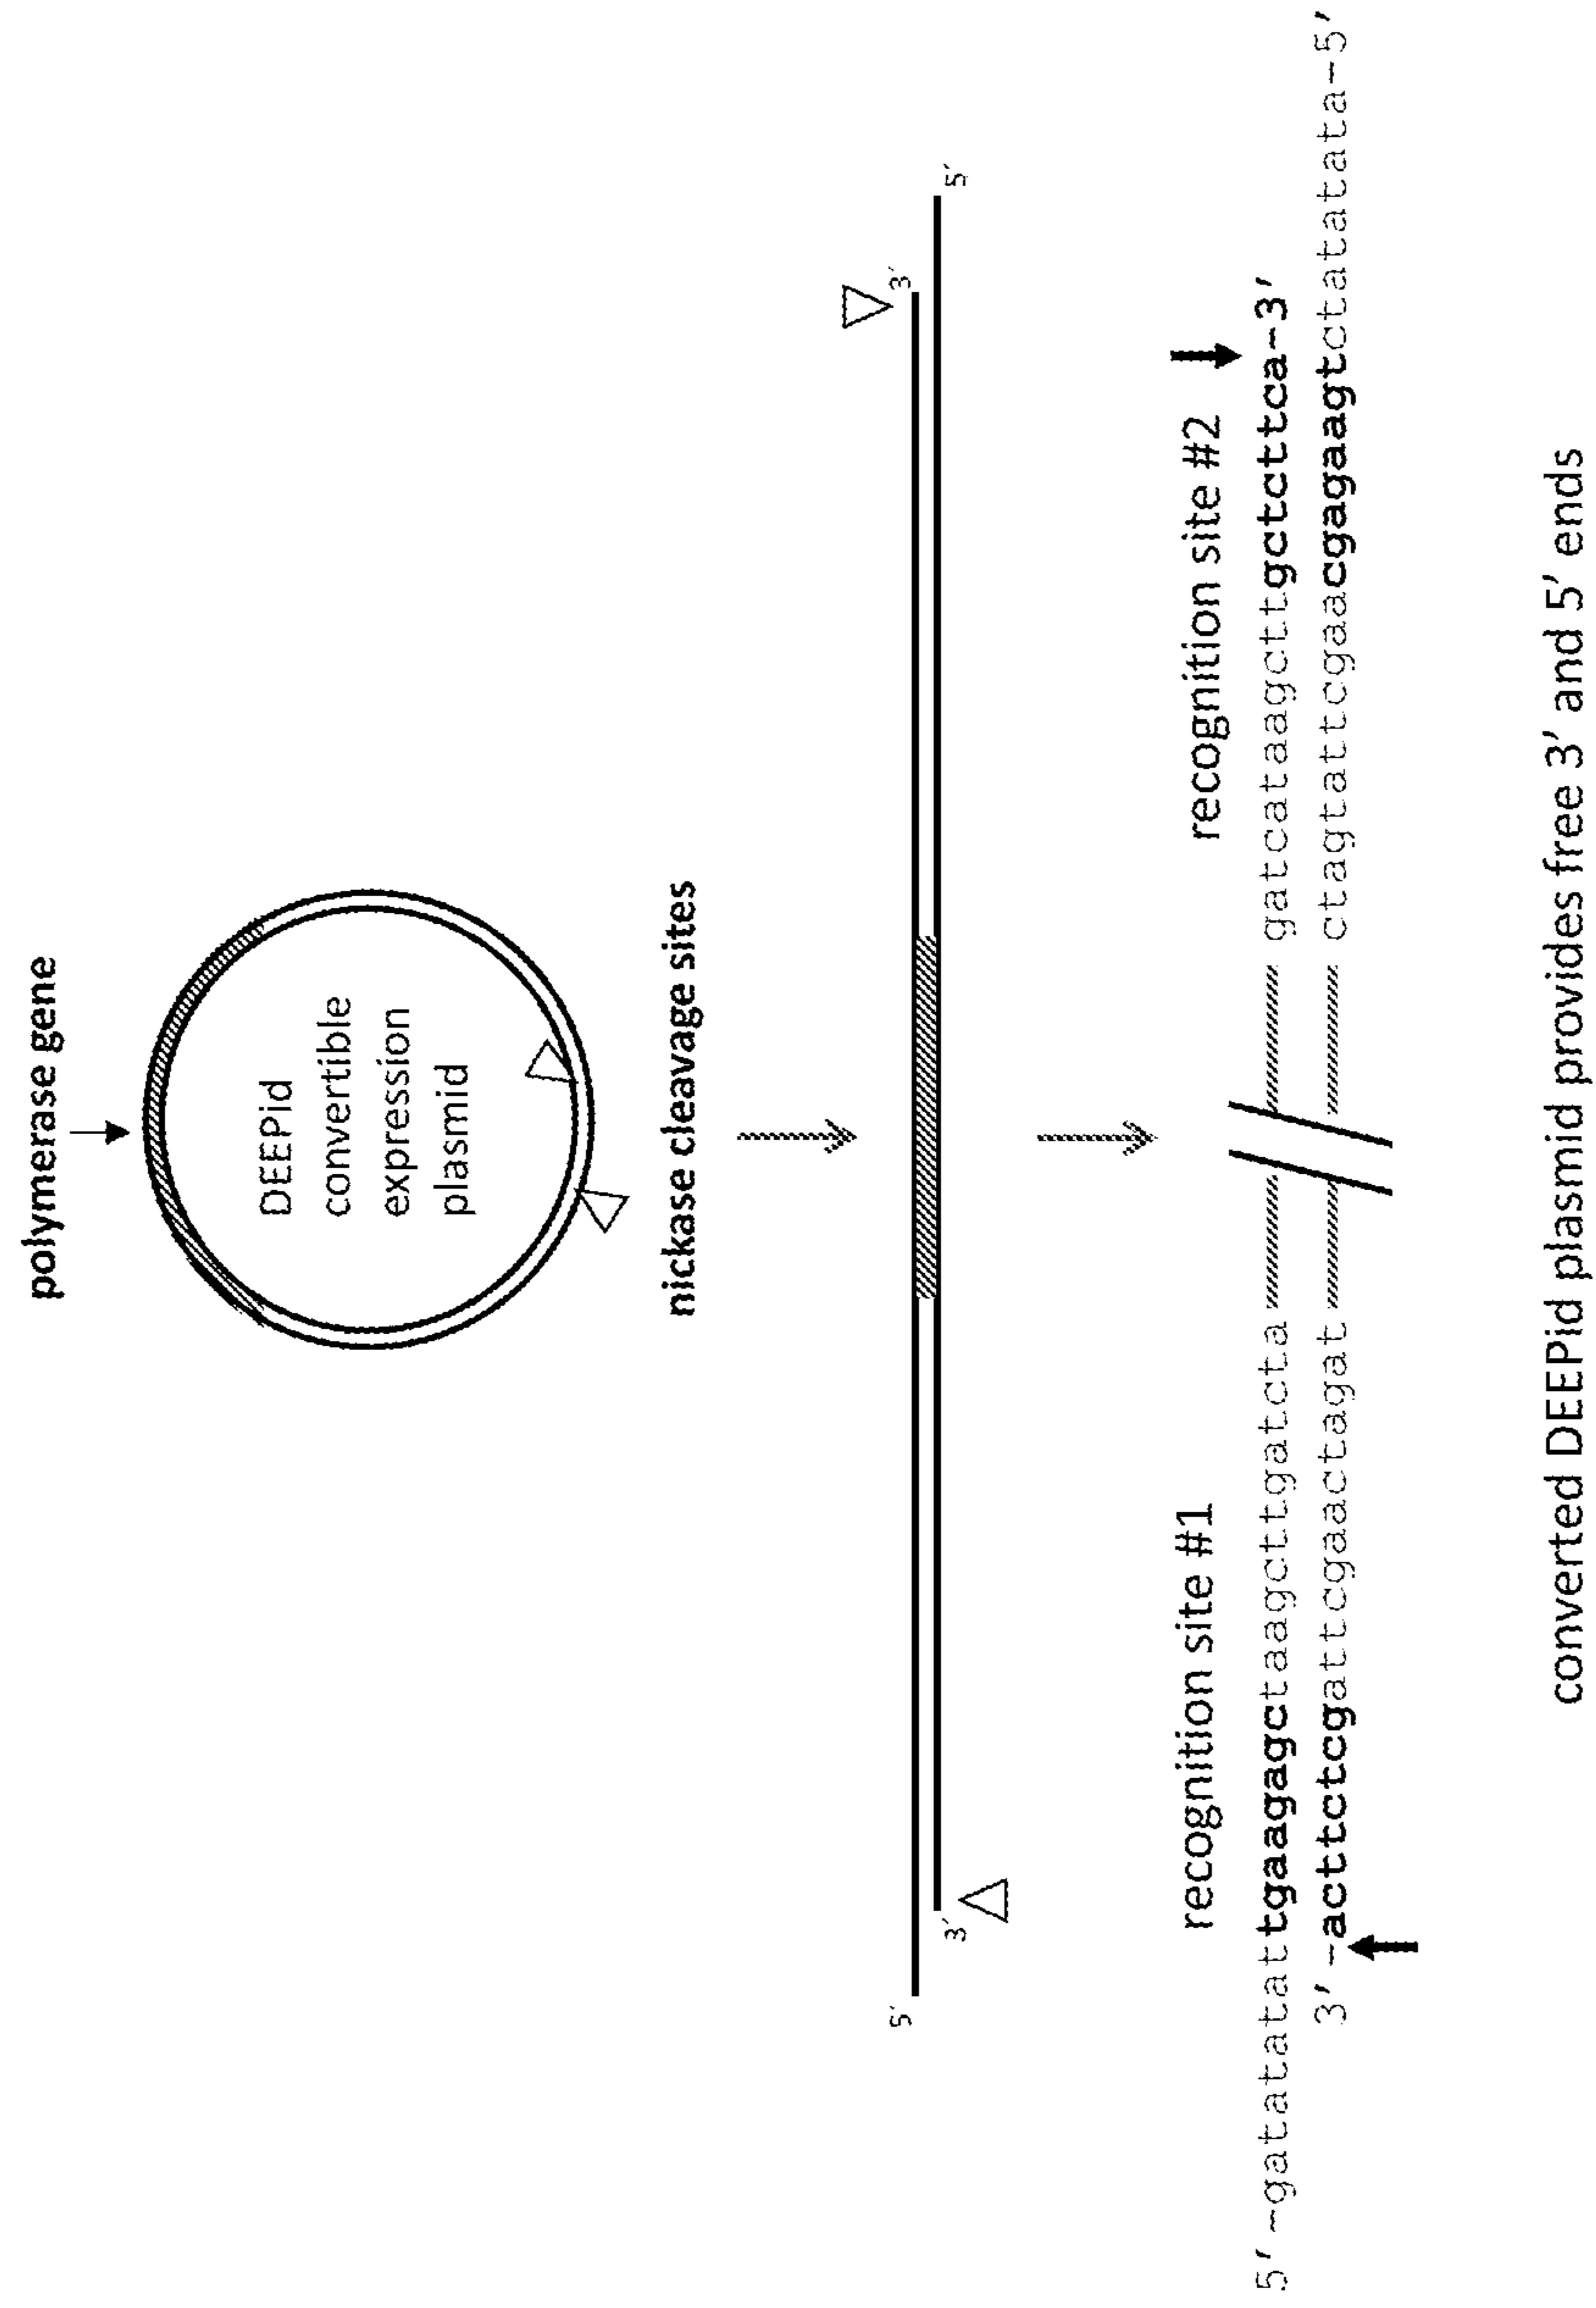 polymerase gene
DEEPid
convertible
expression
plasmid
nickase cleavage sites
5′ 3′
3′ 5′
recognition site #1 recognition site #2
5'-gatatatattgaagagctaagcttgatcta gatcataagcttgctcttca-3'
3'-acttctcgattcgaactagat ctagtattcgaacgagaagtctatatata-5'
converted DEEPid plasmid provides free 3′ and 5′ ends